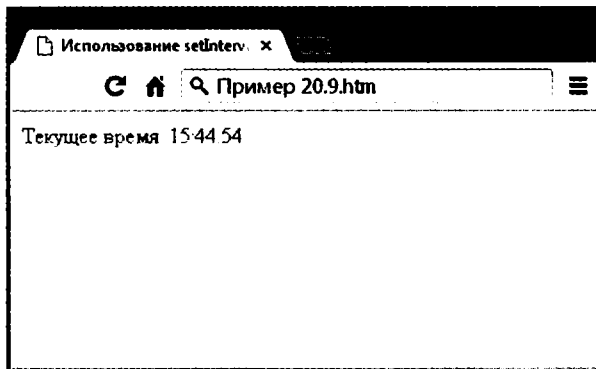 Использование setInterv
Пример 20.9.htm
Текущее время 15:44:54